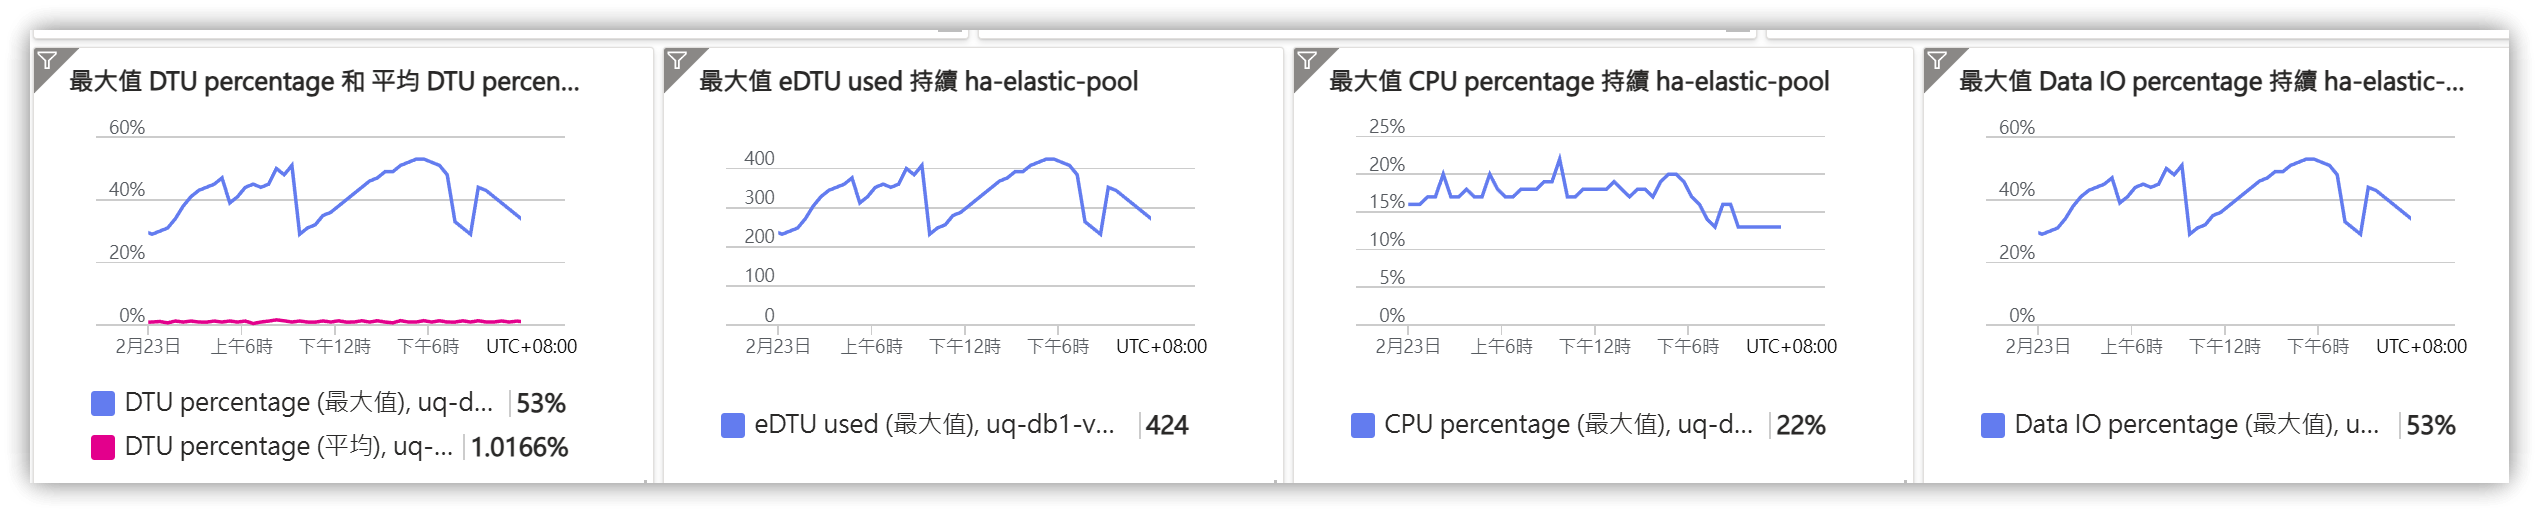 最大值 DTU percentage 和 平均 DTU percen...
60%
40%
20%
0%
2月23日 上午6時 下午12時 下午6時 UTC+08:00
DTU percentage (最大值), uq-d... 53%
DTU percentage (平均), uq-... 1.0166%
最大值 eDTU used 持續 ha-elastic-pool
400
300
200
100
0
2月23日 上午6時 下午12時 下午6時 UTC+08:00
eDTU used (最大值), uq-db1-v... 424
最大值 CPU percentage 持續 ha-elastic-pool
25%
20%
15%
10%
5%
0%
2月23日 上午6時 下午12時 下午6時 UTC+08:00
CPU percentage (最大值), uq-d... 22%
最大值 Data IO percentage 持續 ha-elastic-...
60%
40%
20%
0%
2月23日 上午6時 下午12時 下午6時 UTC+08:00
Data IO percentage (最大值), u... 53%